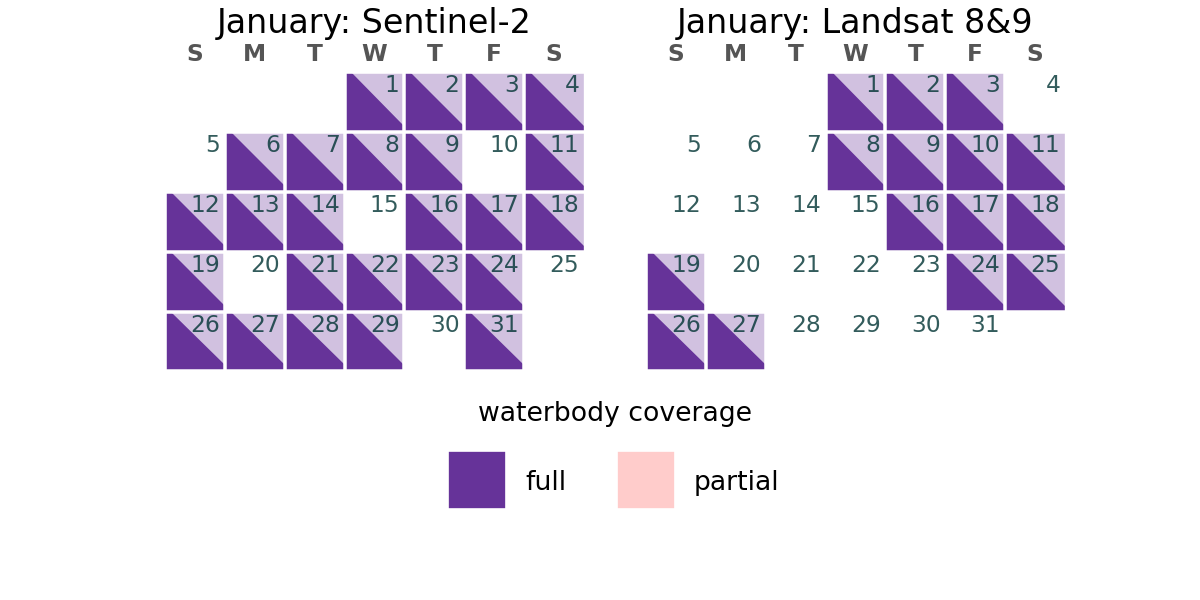 January: Sentinel-2
S M T W T F S
1 2 3 4
5 6 7 8 9 10 11
12 13 14 15 16 17 18
19 20 21 22 23 24 25
26 27 28 29 30 31
January: Landsat 8&9
S M T W T F S
1 2 3 4
5 6 7 8 9 10 11
12 13 14 15 16 17 18
19 20 21 22 23 24 25
26 27 28 29 30 31
waterbody coverage
full partial